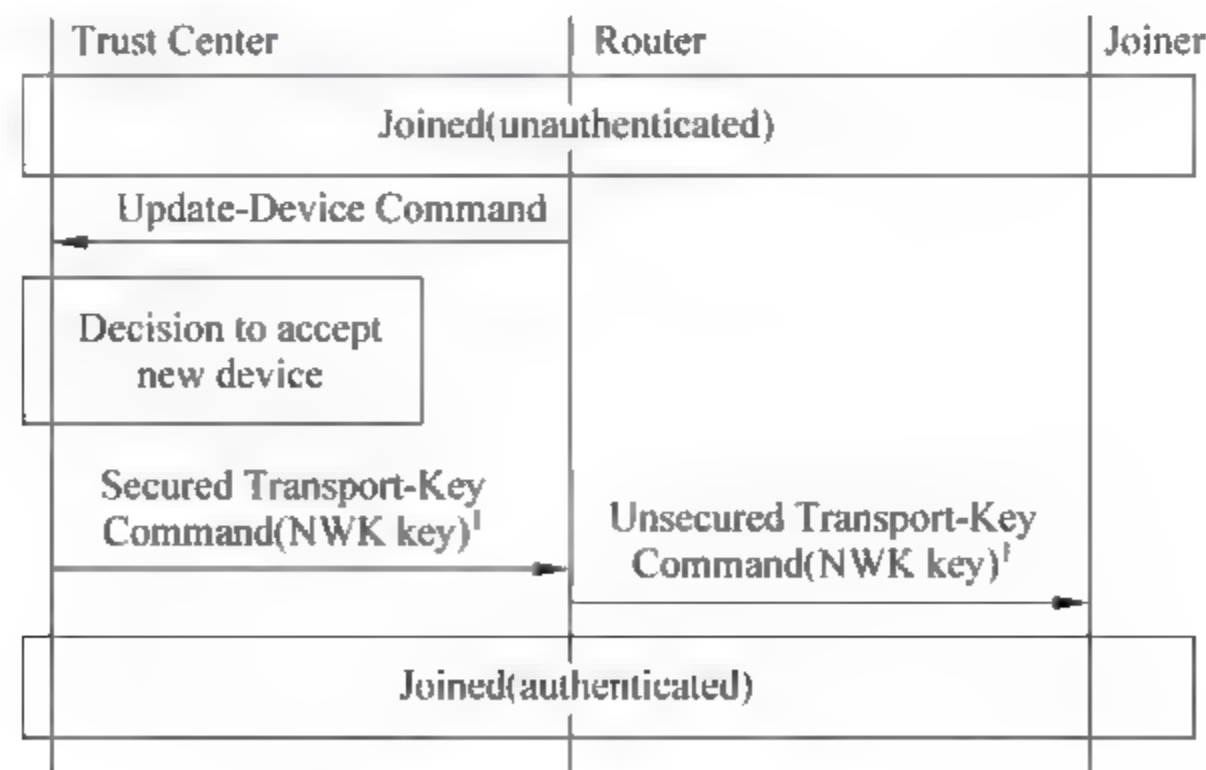 Trust Center
Router
Joiner
Joined(unauthenticated)
Update-Device Command
Decision to accept
new device
Secured Transport-Key
Command(NWK key)¹
Unsecured Transport-Key
Command(NWK key)¹
Joined(authenticated)